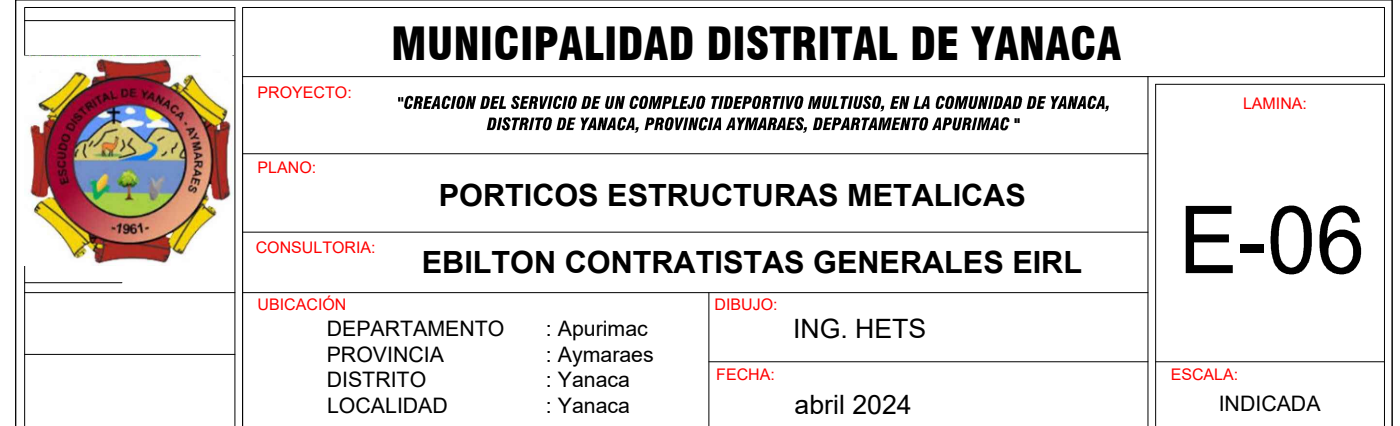 MUNICIPALIDAD DISTRITAL DE YANACA
ESCUDO DISTRITAL DE YANACA - AYMARAES
-1961-
PROYECTO:
"CREACION DEL SERVICIO DE UN COMPLEJO TIDEPORTIVO MULTIUSO, EN LA COMUNIDAD DE YANACA,
DISTRITO DE YANACA, PROVINCIA AYMARAES, DEPARTAMENTO APURIMAC "
LAMINA:
E-06
PLANO:
PORTICOS ESTRUCTURAS METALICAS
CONSULTORIA:
EBILTON CONTRATISTAS GENERALES EIRL
UBICACIÓN
DEPARTAMENTO : Apurimac
PROVINCIA : Aymaraes
DISTRITO : Yanaca
LOCALIDAD : Yanaca
DIBUJO:
ING. HETS
FECHA:
abril 2024
ESCALA:
INDICADA